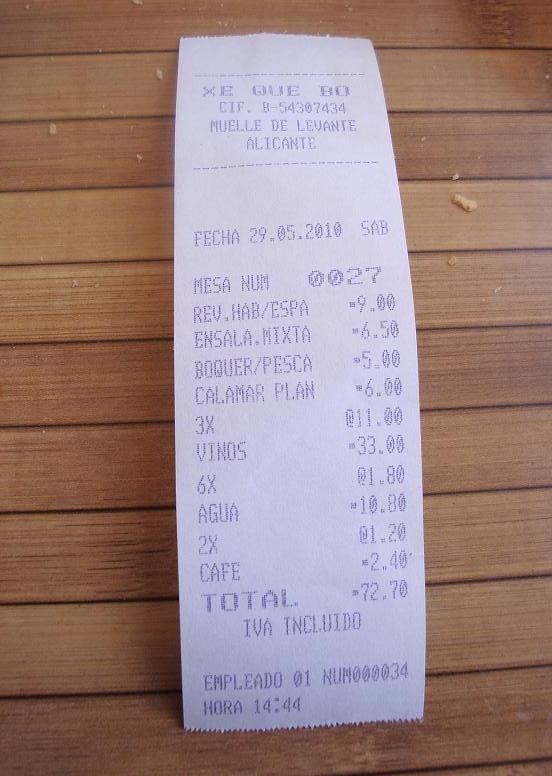 XE QUE BO
CIF. B-54307434
MUELLE DE LEVANTE
ALICANTE
FECHA 29.05.2010 SAB
MESA NUM 0027
REV.HAB/ESPA *9.00
ENSALA.MIXTA *6.50
BOQUER/PESCA *5.00
CALAMAR PLAN *6.00
3X @11.00
VINOS *33.00
6X @1.80
AGUA *10.80
2X @1.20
CAFE *2.40
TOTAL *72.70
IVA INCLUIDO
EMPLEADO 01 NUM000034
HORA 14:44